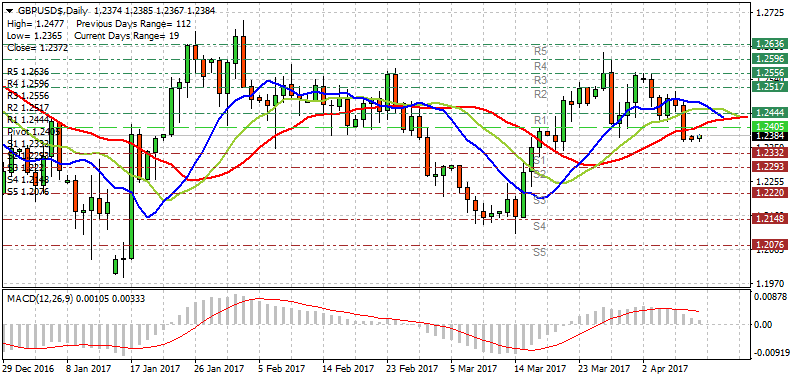 GBPUSD$,Daily 1.2374 1.2385 1.2367 1.2384
High= 1.2477 Previous Days Range= 112
Low= 1.2365 Current Days Range= 19
Close= 1.2372
R5 1.2636
R4 1.2596
R3 1.2556
R2 1.2517
R1 1.2444
Pivot 1.2405
S1 1.2332
S2
S3
S4 1.2148
S5 1.2076
R5
R4
R3
R2
R1
S1
S2
S3
S4
S5
1.2725
1.2636
1.2596
1.2517
1.2444
1.2405
1.2384
1.2332
1.2293
1.2255
1.2220
1.2148
1.2076
1.1970
MACD(12,26,9) 0.00105 0.00333
0.00878
0.00
-0.00919
29 Dec 2016 8 Jan 2017 17 Jan 2017 26 Jan 2017 5 Feb 2017 14 Feb 2017 23 Feb 2017 5 Mar 2017 14 Mar 2017 23 Mar 2017 2 Apr 2017